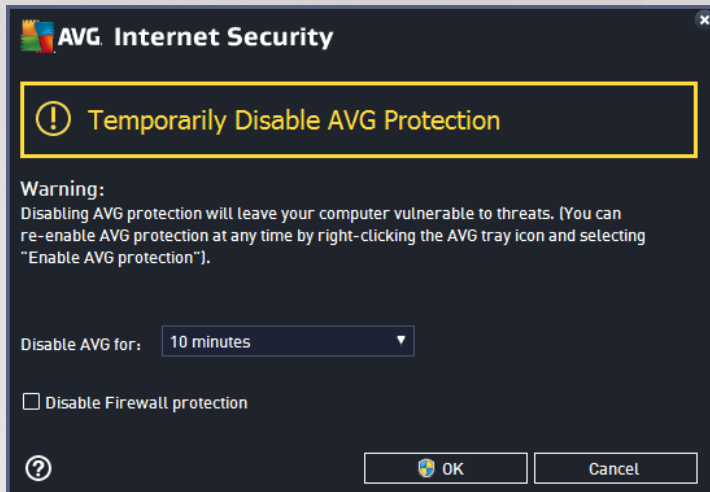 AVG. Internet Security
Temporarily Disable AVG Protection
Warning:
Disabling AVG protection will leave your computer vulnerable to threats. (You can
re-enable AVG protection at any time by right-clicking the AVG tray icon and selecting
"Enable AVG protection").
Disable AVG for: 10 minutes
Disable Firewall protection
OK Cancel